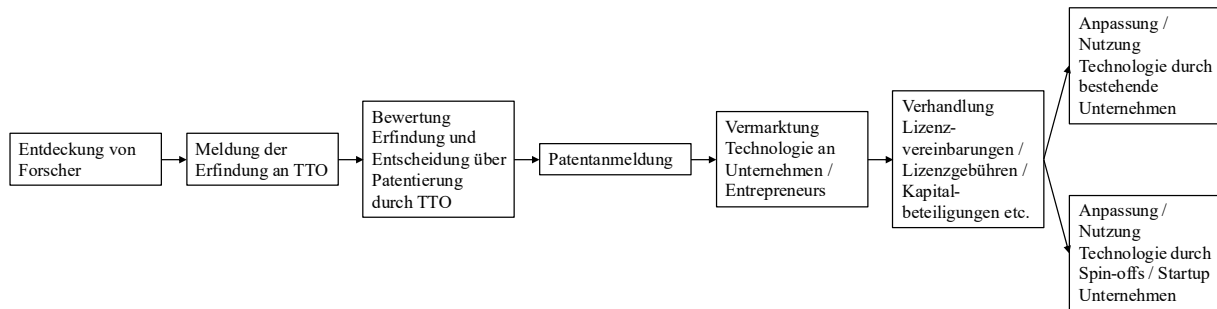 Entdeckung von
Forscher
Meldung der
Erfindung an TTO
Bewertung
Erfindung und
Entscheidung über
Patentierung
durch TTO
Patentanmeldung
Vermarktung
Technologie an
Unternehmen /
Entrepreneurs
Verhandlung
Lizenz-
vereinbarungen /
Lizenzgebühren /
Kapital-
beteiligungen etc.
Anpassung /
Nutzung
Technologie durch
bestehende
Unternehmen
Anpassung /
Nutzung
Technologie durch
Spin-offs / Startup
Unternehmen